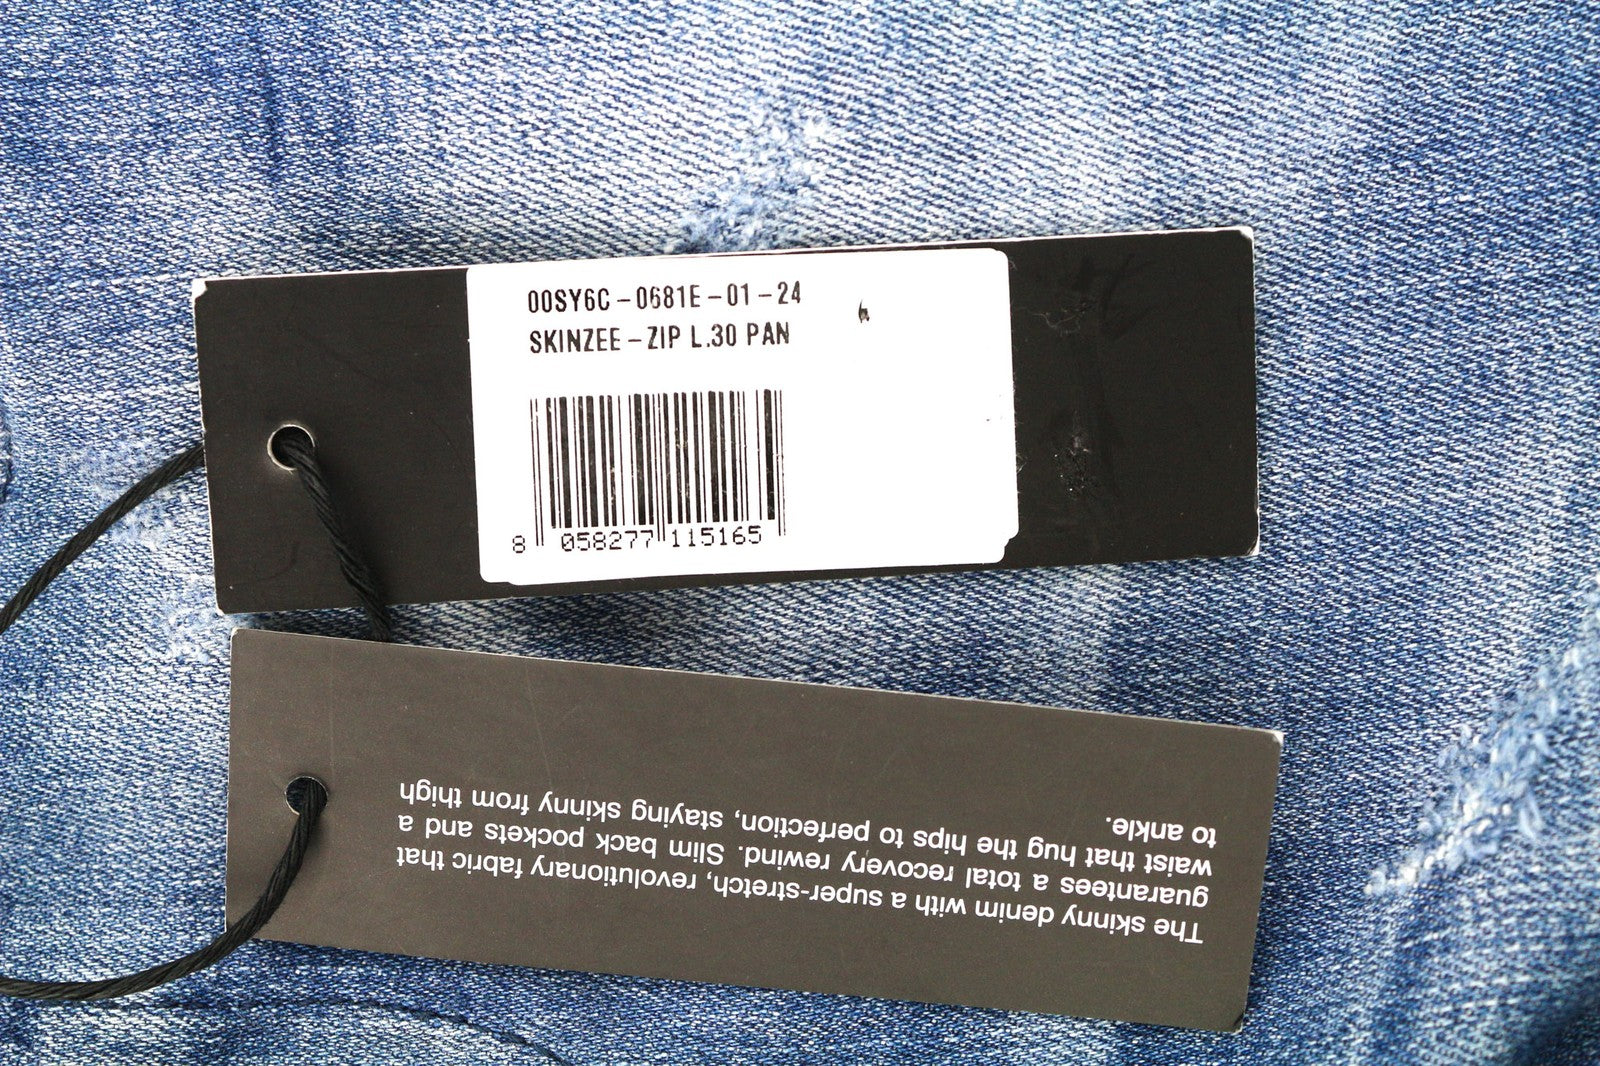 00SY6C-0681E-01-24
SKINZEE-ZIP L.30 PAN
8 058277 115165
The skinny denim with a super-stretch, revolutionary fabric that
guarantees a total recovery rewind. Slim back pockets and a
waist that hug the hips to perfection, staying skinny from thigh
to ankle.